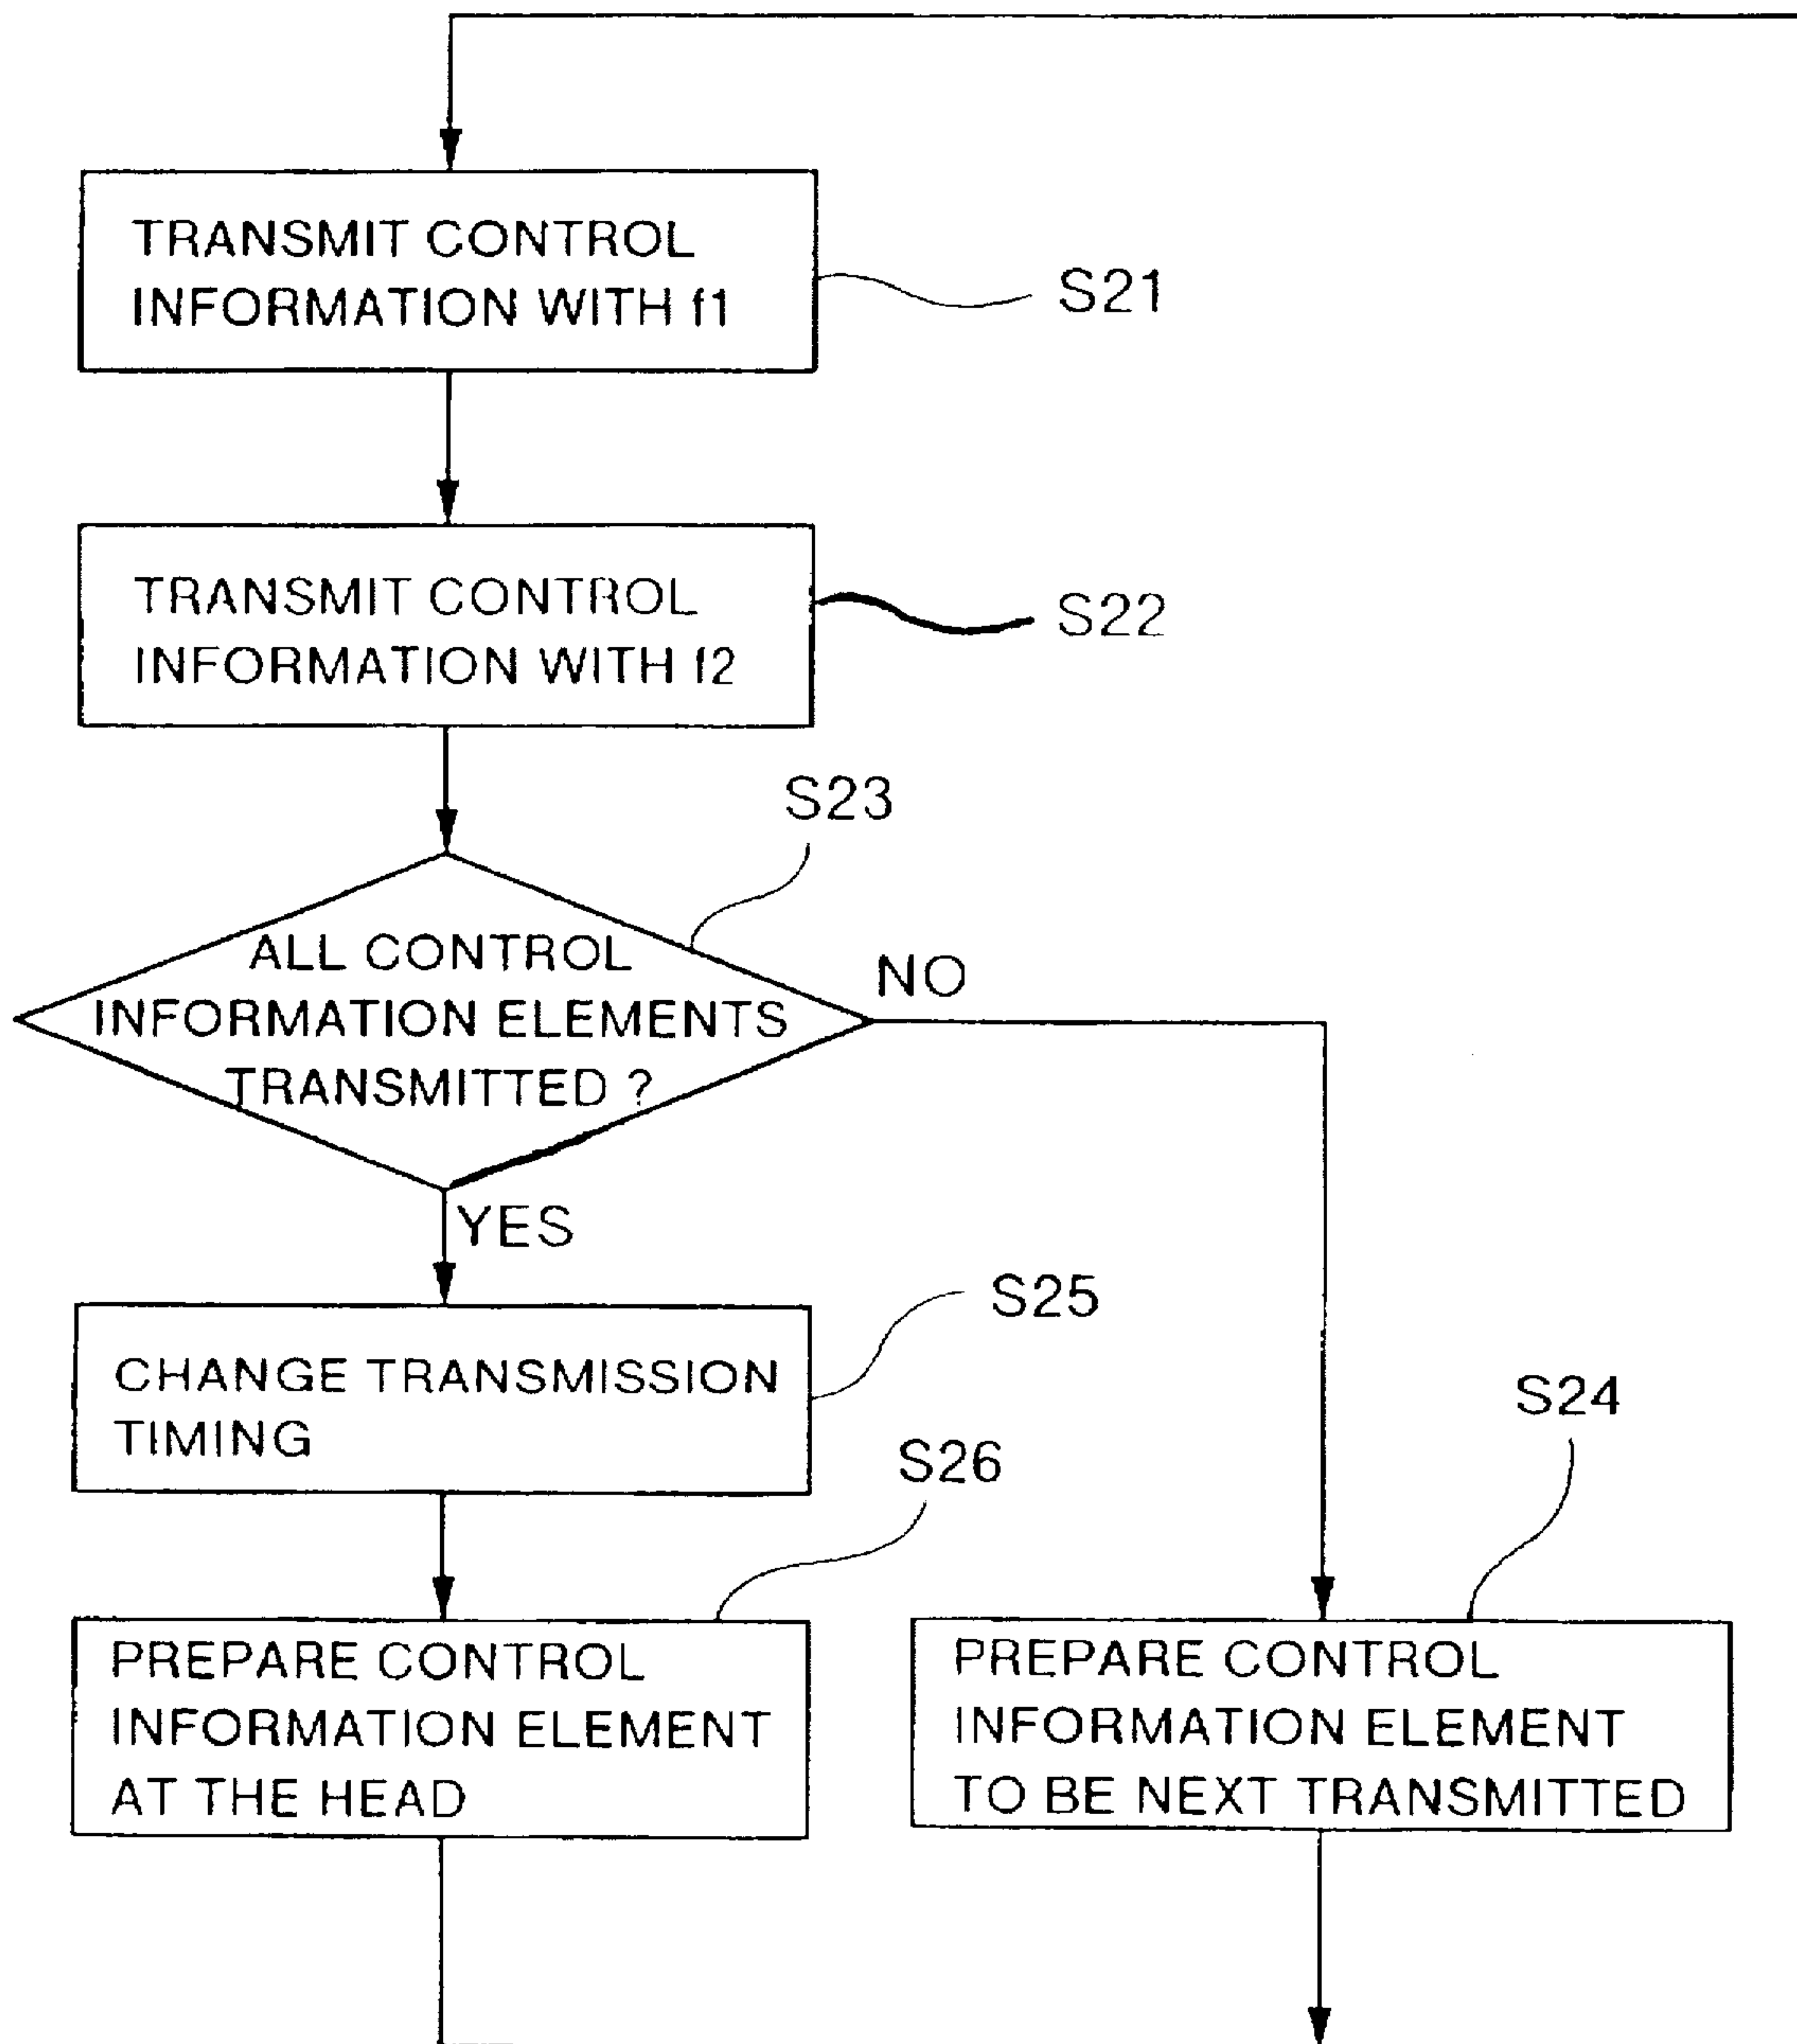 TRANSMIT CONTROL
INFORMATION WITH f1
S21
TRANSMIT CONTROL
INFORMATION WITH f2
S22
S23
ALL CONTROL
INFORMATION ELEMENTS
TRANSMITTED ?
NO
YES
S25
CHANGE TRANSMISSION
TIMING
S24
S26
PREPARE CONTROL
INFORMATION ELEMENT
AT THE HEAD
PREPARE CONTROL
INFORMATION ELEMENT
TO BE NEXT TRANSMITTED